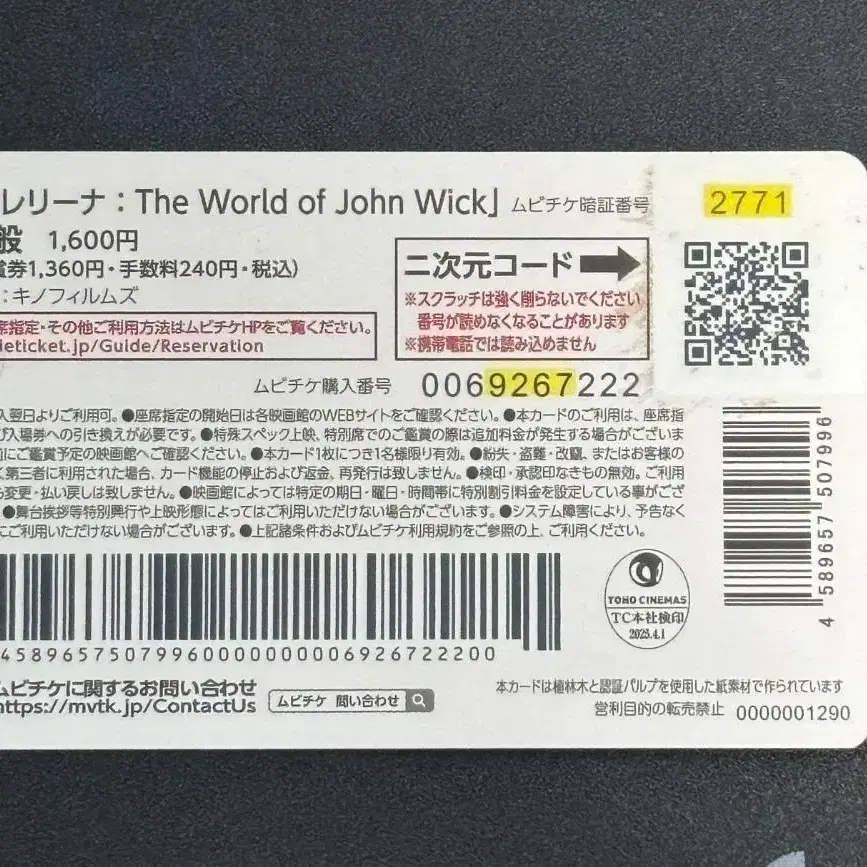 レリーナ：The World of John Wick」 ムビチケ暗証番号 2771
般 1,600円
賞券1,360円・手数料240円・税込)
：キノフィルムズ
二次元コード
※スクラッチは強く削らないでください
番号が読めなくなることがあります
※携帯電話では読み込めません
席指定・その他ご利用方法はムビチケHPをご覧ください。
ieticket.jp/Guide/Reservation
ムビチケ購入番号 0069267222
入翌日よりご利用可。●座席指定の開始日は各映画館のWEBサイトをご確認ください。●本カードのご利用は、座席指
び入場券への引き換えが必要です。●特殊スペック上映、特別席でのご鑑賞の際は追加料金が発生する場合がございま
前にご鑑賞予定の映画館へご確認ください。●本カード1枚につき1名様限り有効。●紛失・盗難・改竄、またはお客様の
く第三者に利用された場合、カード機能の停止および返金、再発行は致しません。●検印・承認印なきもの無効。ご利用
変更・払い戻しは致しません。●映画館によっては特定の期日・曜日・時間帯に特別割引料金を設定している事がござ
●舞台挨拶等特別興行や上映形態によってはご利用いただけない場合がございます。●システム障害により、予告なく
にご利用いただけない場合がございます。●上記諸条件およびムビチケ利用規約をご参照の上、ご利用ください。
4 589657 507996
TOHO CINEMAS
TC本社検印
2025.4.1
4589657507996000000000006926722200
ムビチケに関するお問い合わせ
https://mvtk.jp/ContactUs
ムビチケ 問い合わせ
本カードは植林木と認証パルプを使用した紙素材で作られています
営利目的の転売禁止 0000001290